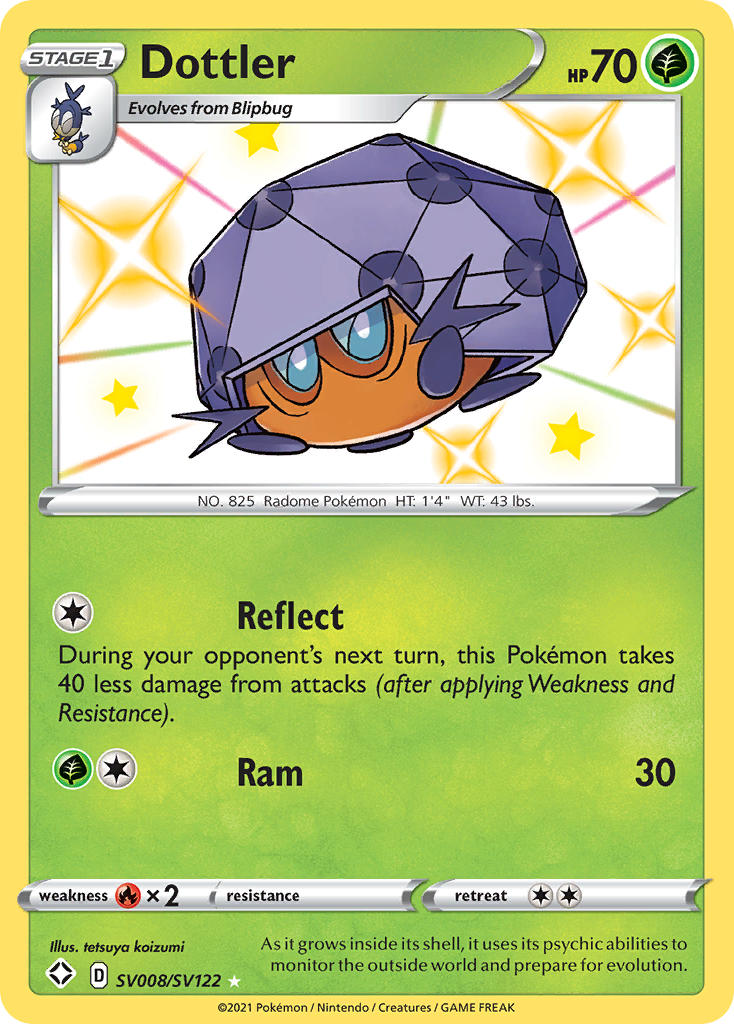 STAGE1
Dottler
HP70
Evolves from Blipbug
NO. 825 Radome Pokémon HT: 1'4" WT: 43 lbs.
Reflect
During your opponent's next turn, this Pokémon takes
40 less damage from attacks (after applying Weakness and
Resistance).
Ram 30
weakness ×2 resistance retreat
Illus. tetsuya koizumi
As it grows inside its shell, it uses its psychic abilities to
monitor the outside world and prepare for evolution.
D SV008/SV122
©2021 Pokémon / Nintendo / Creatures / GAME FREAK